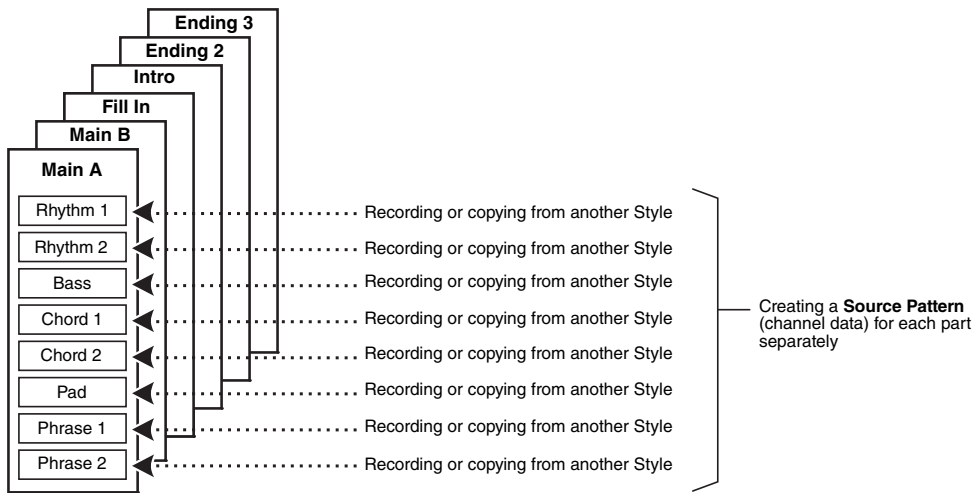 Ending 3
Ending 2
Intro
Fill In
Main B
Main A
Rhythm 1
Recording or copying from another Style
Rhythm 2
Recording or copying from another Style
Bass
Recording or copying from another Style
Chord 1
Recording or copying from another Style
Chord 2
Recording or copying from another Style
Pad
Recording or copying from another Style
Phrase 1
Recording or copying from another Style
Phrase 2
Recording or copying from another Style
Creating a Source Pattern
(channel data) for each part
separately